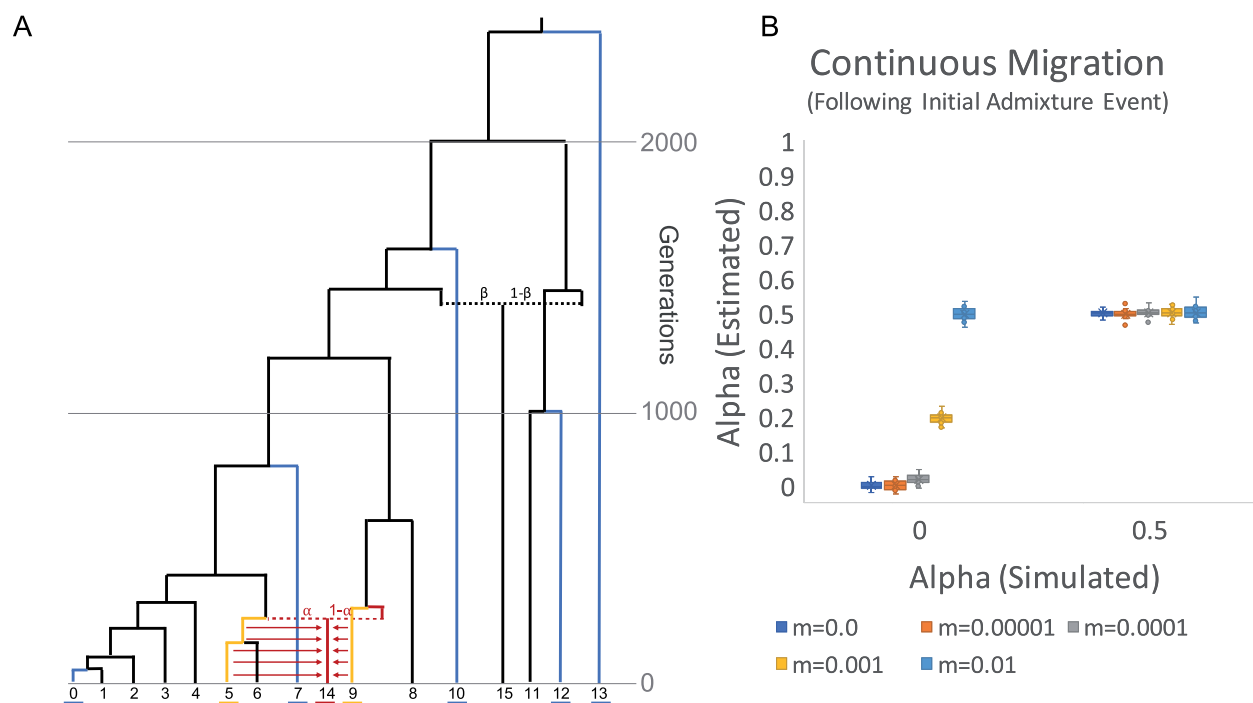 A
2000
Generations
β 1-β
1000
α 1-α
0
0 1 2 3 4 5 6 7 14 9 8 10 15 11 12 13
B
Continuous Migration
(Following Initial Admixture Event)
Alpha (Estimated)
1
0.9
0.8
0.7
0.6
0.5
0.4
0.3
0.2
0.1
0
0 0.5
Alpha (Simulated)
m=0.0 m=0.00001 m=0.0001
m=0.001 m=0.01